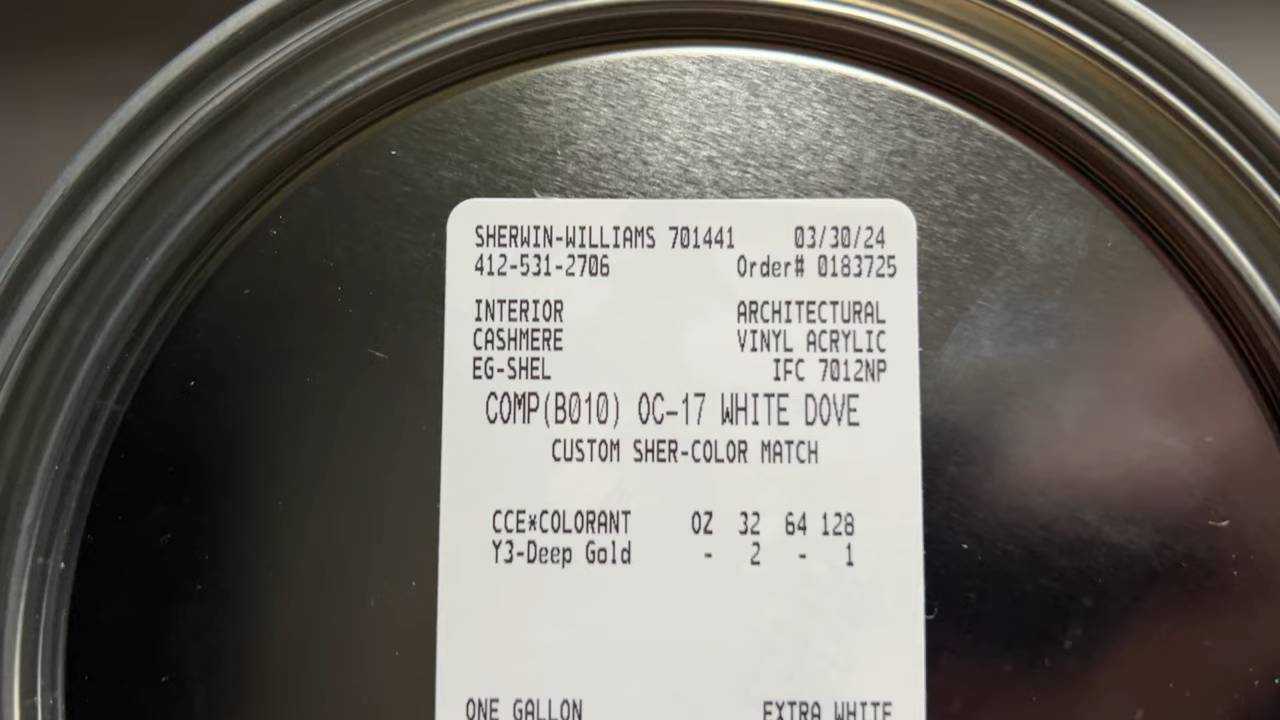 SHERWIN-WILLIAMS 701441 03/30/24
412-531-2706 Order# 0183725
INTERIOR ARCHITECTURAL
CASHMERE VINYL ACRYLIC
EG-SHEL IFC 7012NP
COMP(B010) OC-17 WHITE DOVE
CUSTOM SHER-COLOR MATCH
CCE*COLORANT OZ 32 64 128
Y3-Deep Gold - 2 - 1
ONE GALLON EXTRA WHITE